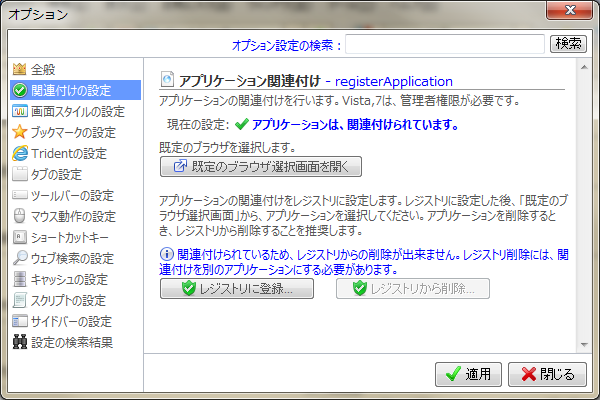 オプション
オプション設定の検索：
検索
全般
関連付けの設定
画面スタイルの設定
ブックマークの設定
Tridentの設定
タブの設定
ツールバーの設定
マウス動作の設定
ショートカットキー
ウェブ検索の設定
キャッシュの設定
スクリプトの設定
サイドバーの設定
設定の検索結果
アプリケーション関連付け - registerApplication
アプリケーションの関連付けを行います。Vista,7は、管理者権限が必要です。
現在の設定: アプリケーションは、関連付けられています。
既定のブラウザを選択します。
既定のブラウザ選択画面を開く
アプリケーションの関連付けをレジストリに設定します。レジストリに設定した後、「既定のブ
ラウザ選択画面」から、アプリケーションを選択してください。アプリケーションを削除すると
き、レジストリから削除することを推奨します。
関連付けられているため、レジストリからの削除が出来ません。レジストリ削除には、関
連付けを別のアプリケーションにする必要があります。
レジストリに登録...
レジストリから削除...
適用
閉じる